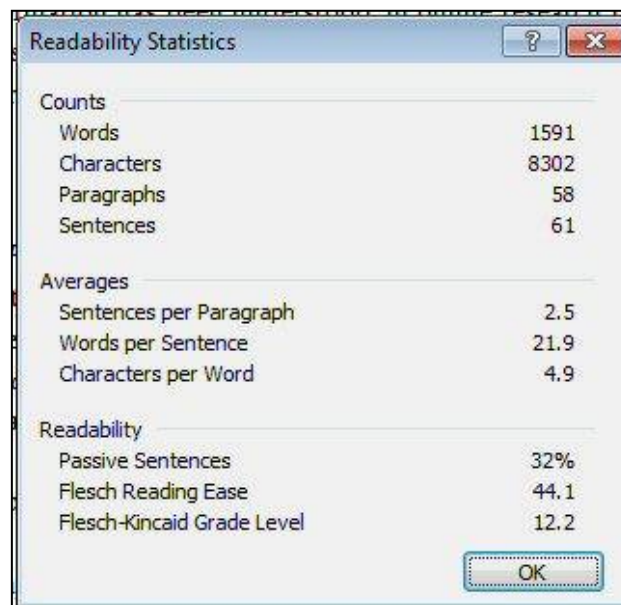 Readability Statistics
Counts
Words 1591
Characters 8302
Paragraphs 58
Sentences 61
Averages
Sentences per Paragraph 2.5
Words per Sentence 21.9
Characters per Word 4.9
Readability
Passive Sentences 32%
Flesch Reading Ease 44.1
Flesch-Kincaid Grade Level 12.2
OK